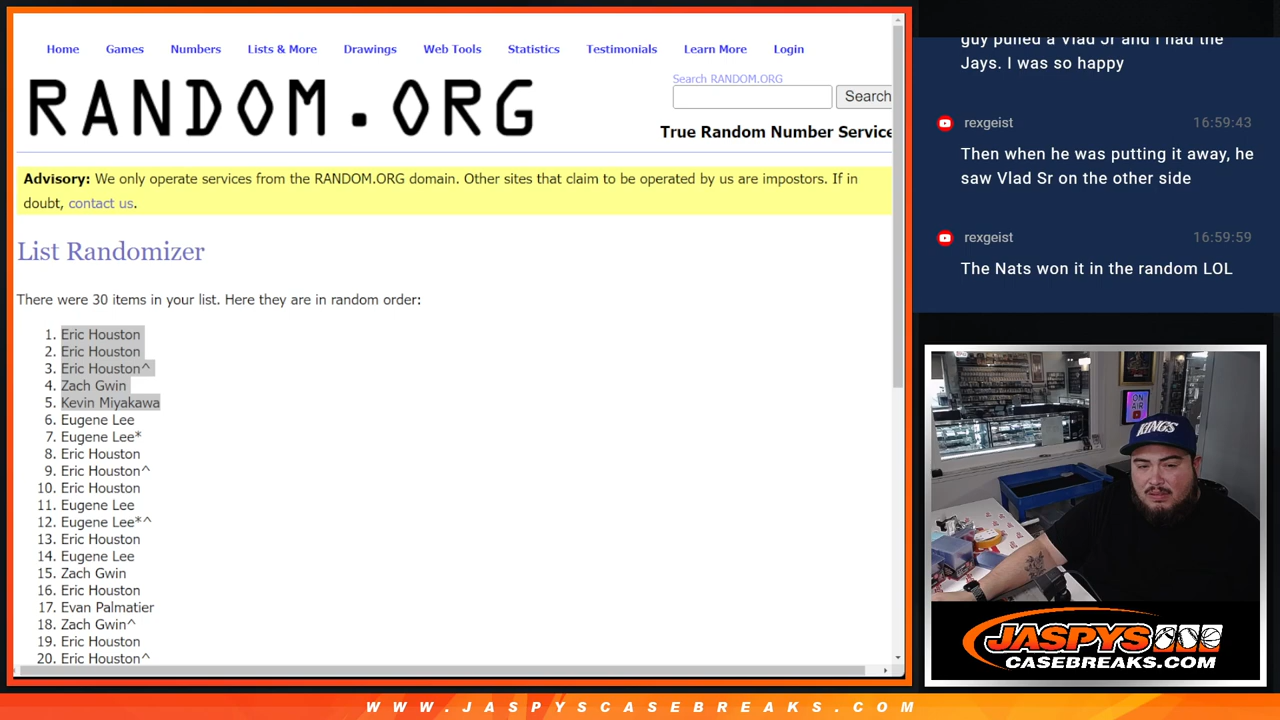 Home Games Numbers Lists & More Drawings Web Tools Statistics Testimonials Learn More Login
RANDOM.ORG
Search RANDOM.ORG
Search
True Random Number Service
Advisory: We only operate services from the RANDOM.ORG domain. Other sites that claim to be operated by us are impostors. If in
doubt, contact us.
List Randomizer
There were 30 items in your list. Here they are in random order:
1. Eric Houston
2. Eric Houston
3. Eric Houston^
4. Zach Gwin
5. Kevin Miyakawa
6. Eugene Lee
7. Eugene Lee*
8. Eric Houston
9. Eric Houston^
10. Eric Houston
11. Eugene Lee
12. Eugene Lee*^
13. Eric Houston
14. Eugene Lee
15. Zach Gwin
16. Eric Houston
17. Evan Palmatier
18. Zach Gwin^
19. Eric Houston
20. Eric Houston^
guy pulled a Vlad Jr and I had the
Jays. I was so happy
rexgeist 16:59:43
Then when he was putting it away, he
saw Vlad Sr on the other side
rexgeist 16:59:59
The Nats won it in the random LOL
ON
AIR
KINGS
JASPYS
CASEBREAKS.COM
WWW.JASPYSCASEBREAKS.COM